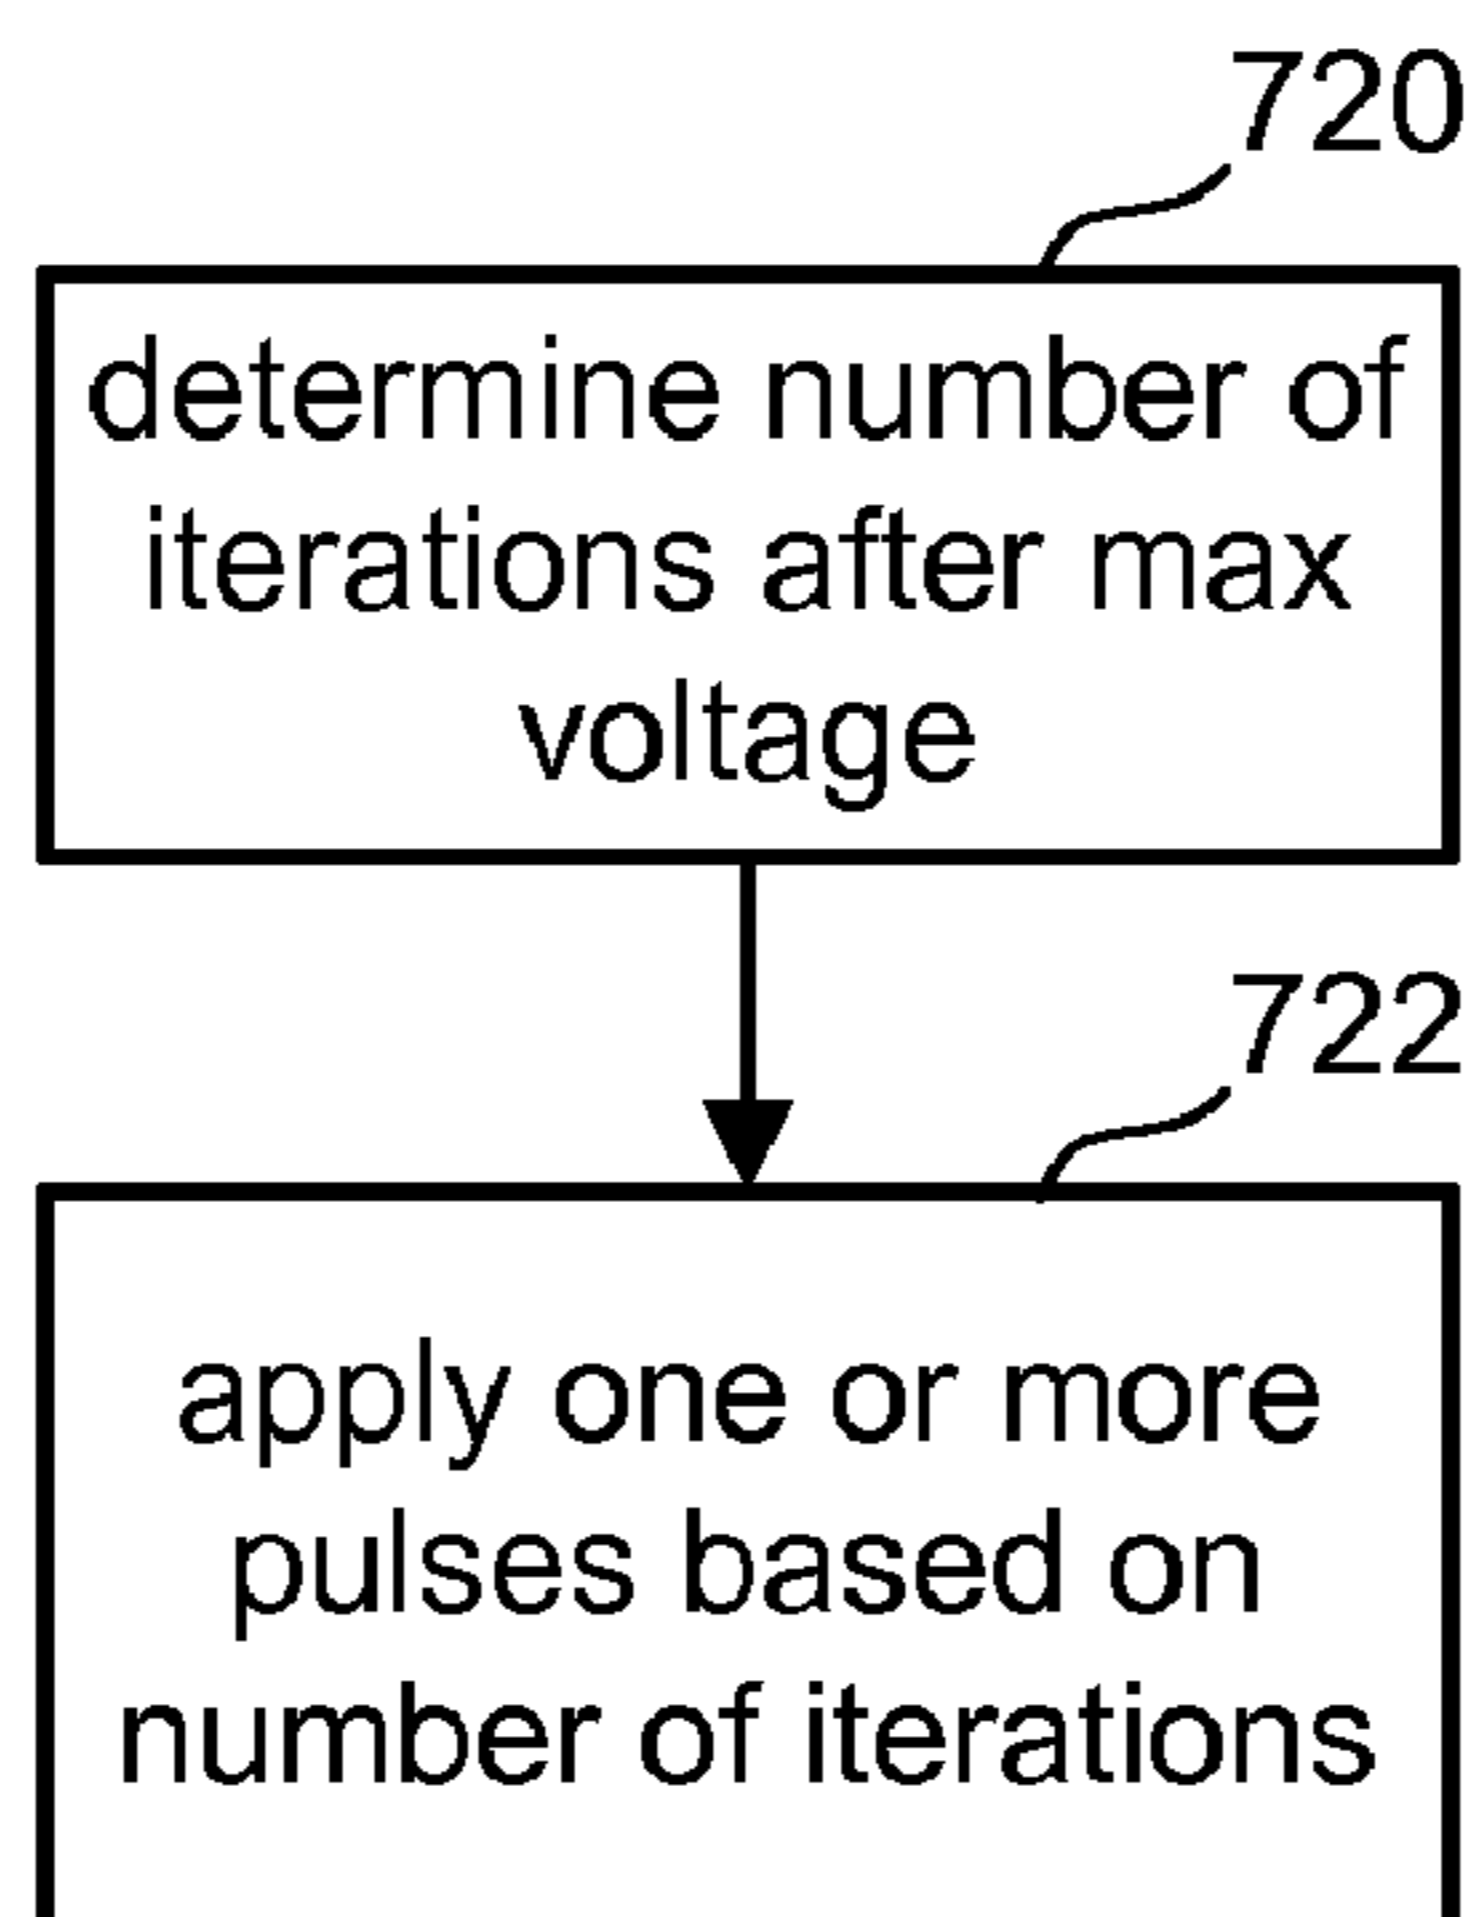 720
determine number of
iterations after max
voltage
722
apply one or more
pulses based on
number of iterations